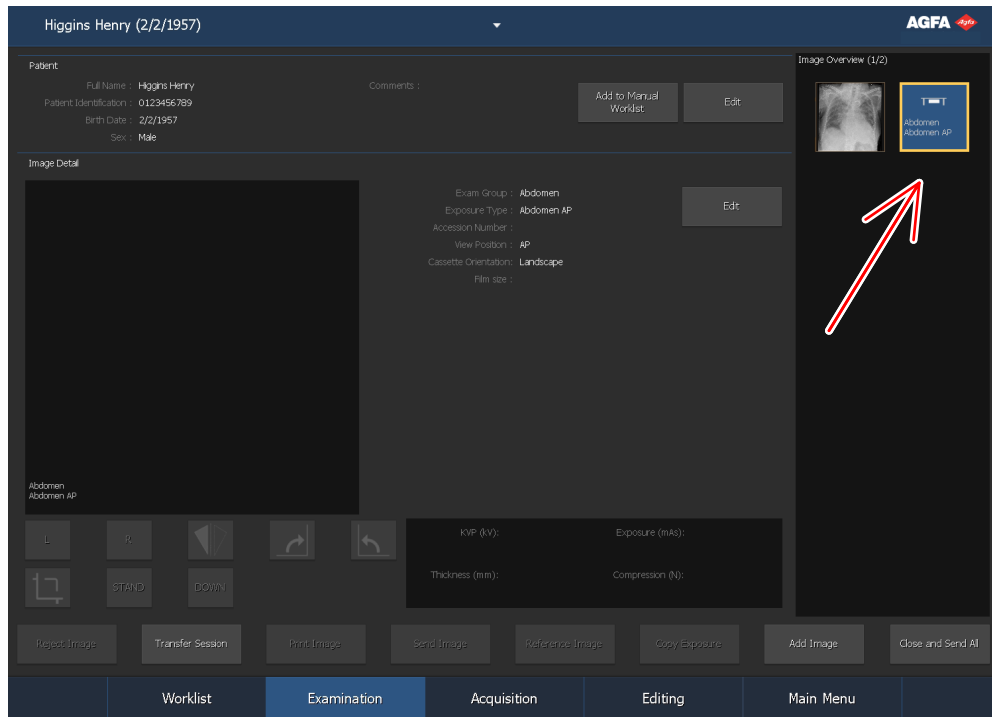 Higgins Henry (2/2/1957)
AGFA
Agfa
Patient
Full Name : Higgins Henry
Comments :
Patient Identification : 0123456789
Birth Date : 2/2/1957
Sex : Male
Add to Manual
Worklist
Edit
Image Overview (1/2)
Abdomen
Abdomen AP
Image Detail
Exam Group : Abdomen
Exposure Type : Abdomen AP
Accession Number :
View Position : AP
Cassette Orientation: Landscape
Film size :
Edit
Abdomen
Abdomen AP
L
R
STAND
DOWN
KVP (kV):
Exposure (mAs):
Thickness (mm):
Compression (N):
Reject Image
Transfer Session
Print Image
Send Image
Reference Image
Copy Exposure
Add Image
Close and Send All
Worklist
Examination
Acquisition
Editing
Main Menu